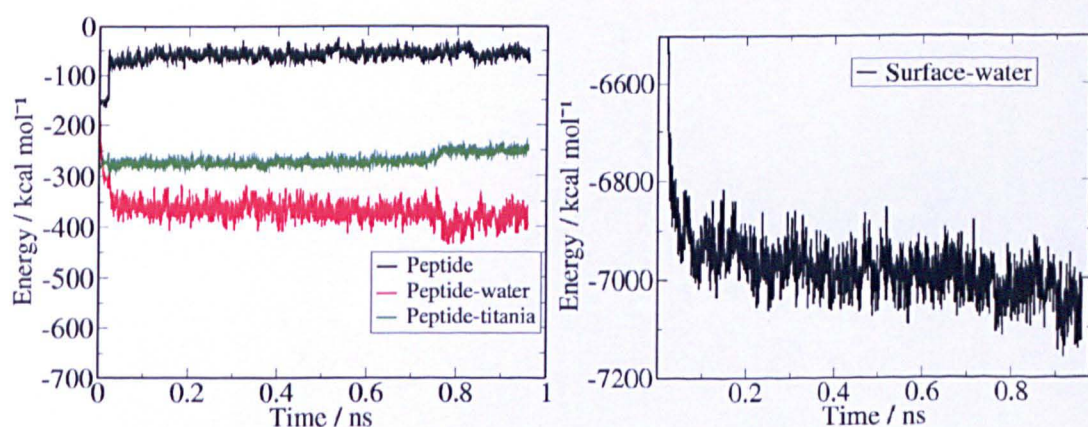 0
-100
-200
-300
-400
-500
-600
-700
Energy / kcal mol⁻¹
Peptide
Peptide-water
Peptide-titania
0
0.2
0.4
0.6
0.8
1
Time / ns
-6600
-6800
-7000
-7200
Energy / kcal mol⁻¹
Surface-water
0.2
0.4
0.6
0.8
Time / ns